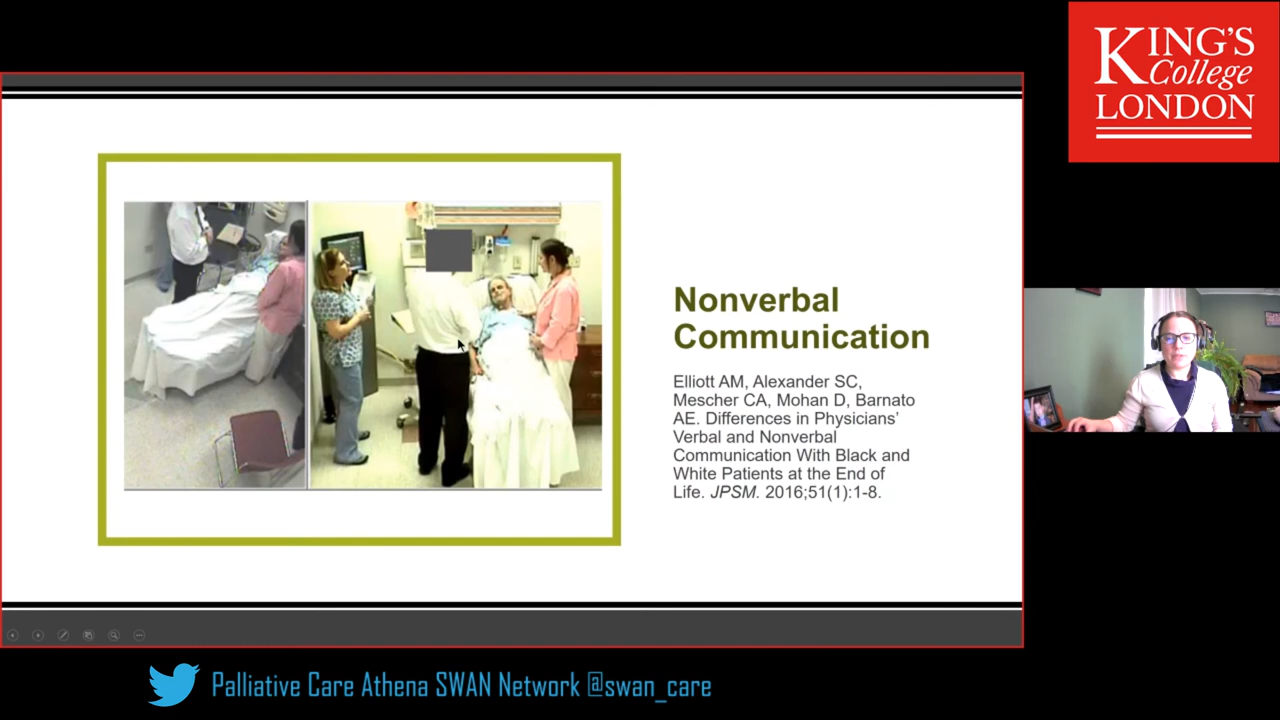 KING'S
College
LONDON
Nonverbal
Communication
Elliott AM, Alexander SC,
Mescher CA, Mohan D, Barnato
AE. Differences in Physicians'
Verbal and Nonverbal
Communication With Black and
White Patients at the End of
Life. JPSM. 2016;51(1):1-8.
Palliative Care Athena SWAN Network @swan_care